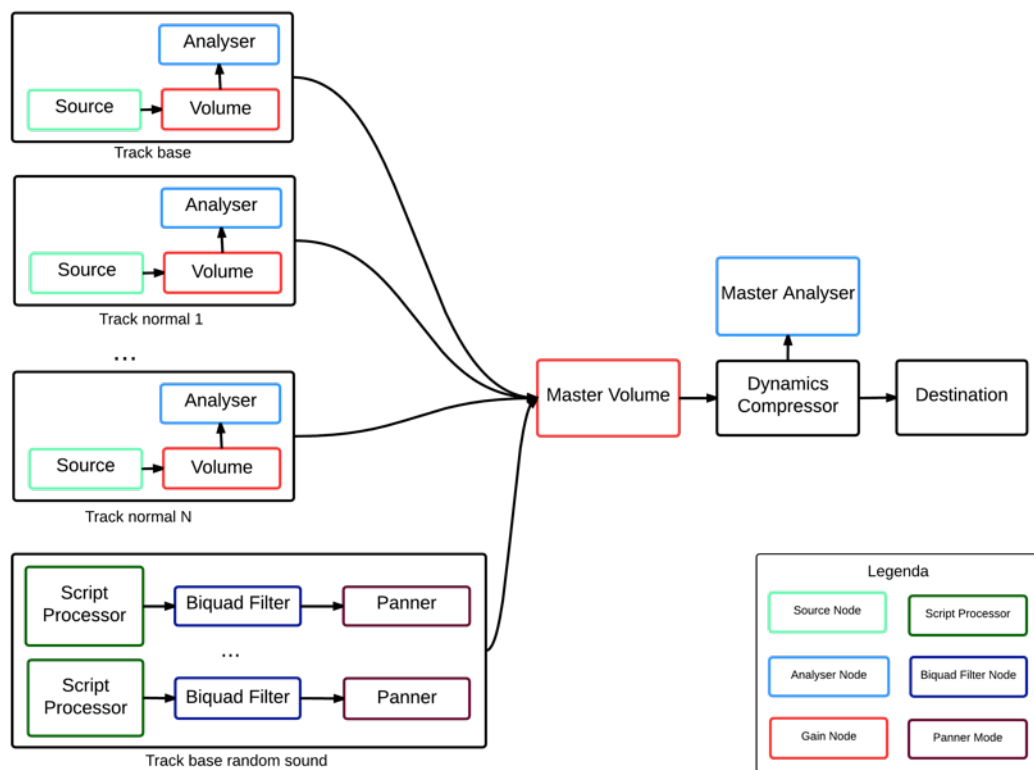 Analyser
Source
Volume
Track base
Analyser
Source
Volume
Track normal 1
...
Analyser
Source
Volume
Track normal N
Script
Processor
Biquad Filter
Panner
...
Script
Processor
Biquad Filter
Panner
Track base random sound
Master Volume
Master Analyser
Dynamics
Compressor
Destination
Legenda
Source Node
Script Processor
Analyser Node
Biquad Filter Node
Gain Node
Panner Mode